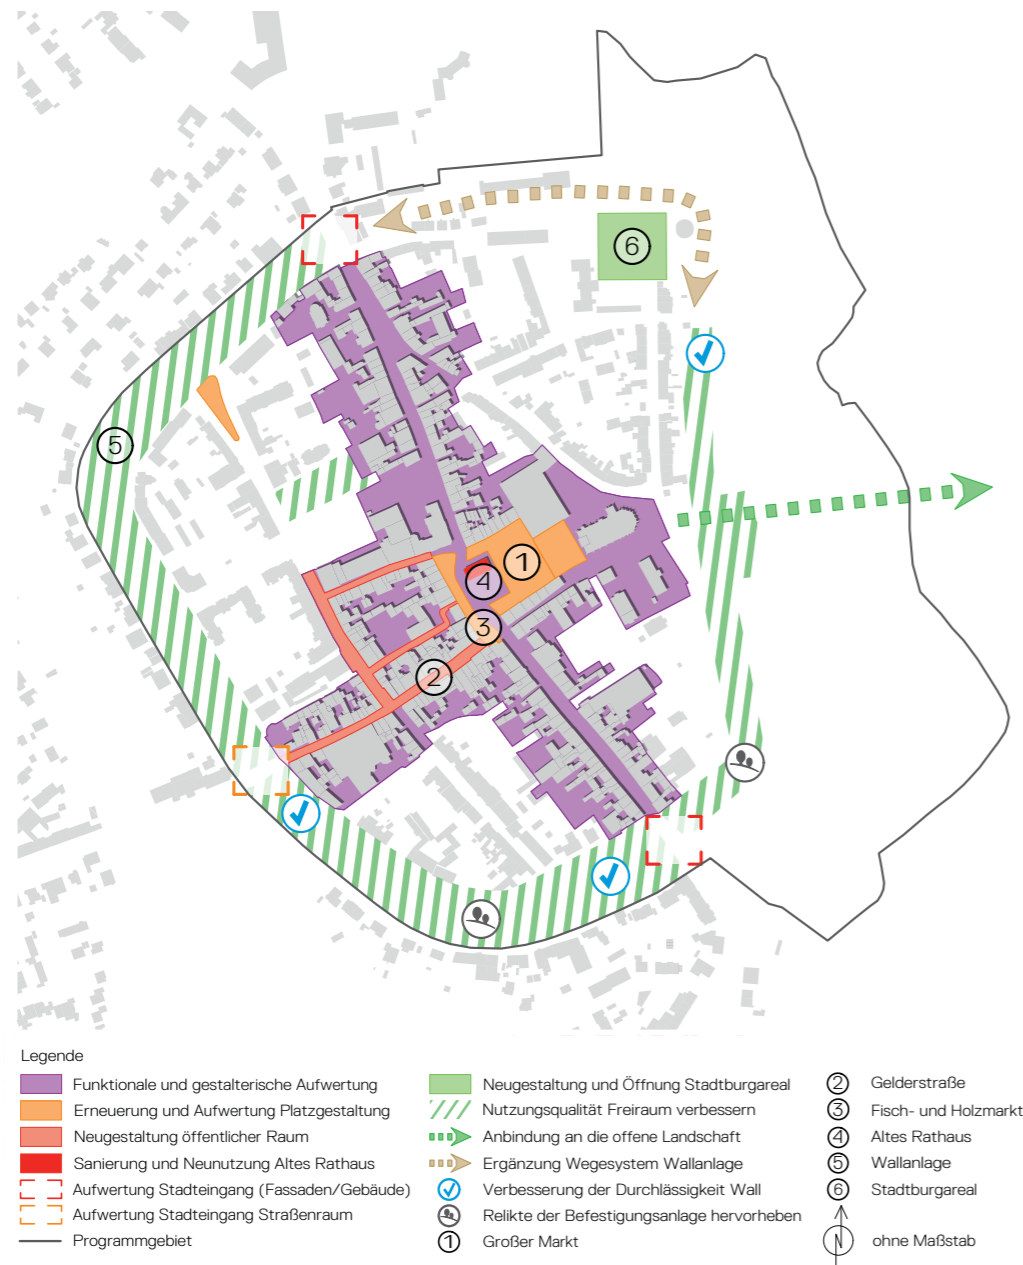 6
5
1
4
3
2
Legende
Funktionale und gestalterische Aufwertung
Erneuerung und Aufwertung Platzgestaltung
Neugestaltung öffentlicher Raum
Sanierung und Neunutzung Altes Rathaus
Aufwertung Stadteingang (Fassaden/Gebäude)
Aufwertung Stadteingang Straßenraum
Programmgebiet
Neugestaltung und Öffnung Stadtburgareal
Nutzungsqualität Freiraum verbessern
Anbindung an die offene Landschaft
Ergänzung Wegesystem Wallanlage
Verbesserung der Durchlässigkeit Wall
Relikte der Befestigungsanlage hervorheben
1 Großer Markt
2 Gelderstraße
3 Fisch- und Holzmarkt
4 Altes Rathaus
5 Wallanlage
6 Stadtburgareal
N ohne Maßstab